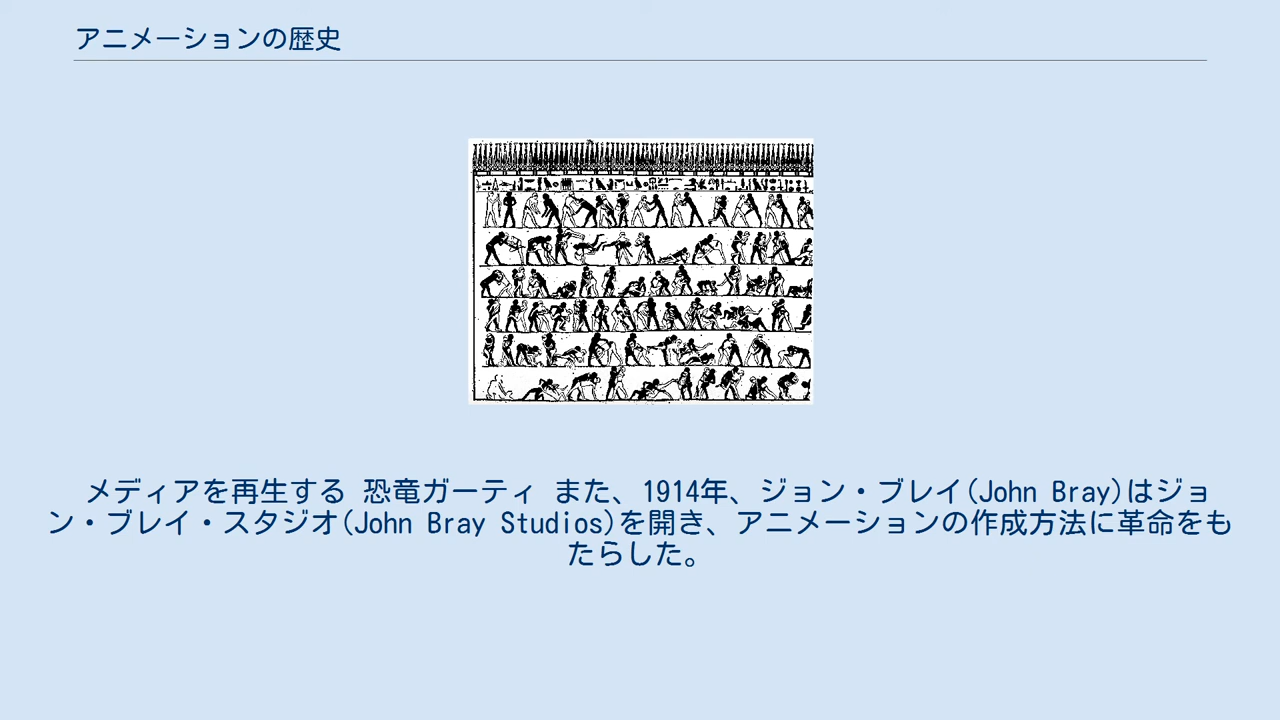 アニメーションの歴史
メディアを再生する 恐竜ガーティ また、1914年、ジョン・ブレイ(John Bray)はジョ
ン・ブレイ・スタジオ(John Bray Studios)を開き、アニメーションの作成方法に革命をも
たらした。